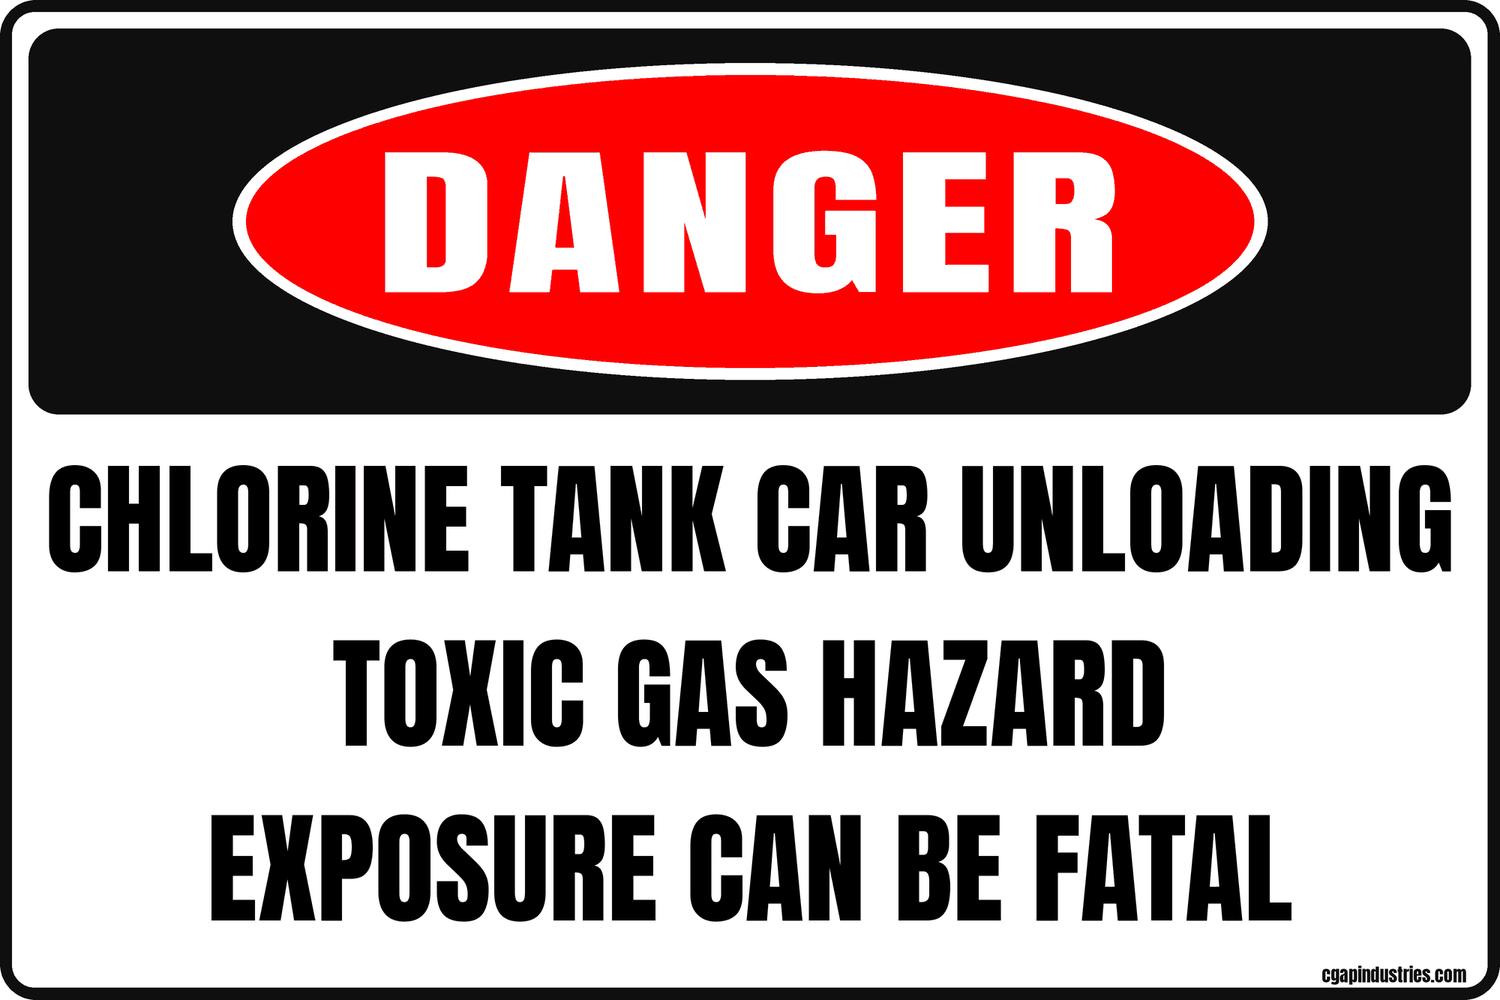 DANGER
CHLORINE TANK CAR UNLOADING
TOXIC GAS HAZARD
EXPOSURE CAN BE FATAL
cgapindustries.com